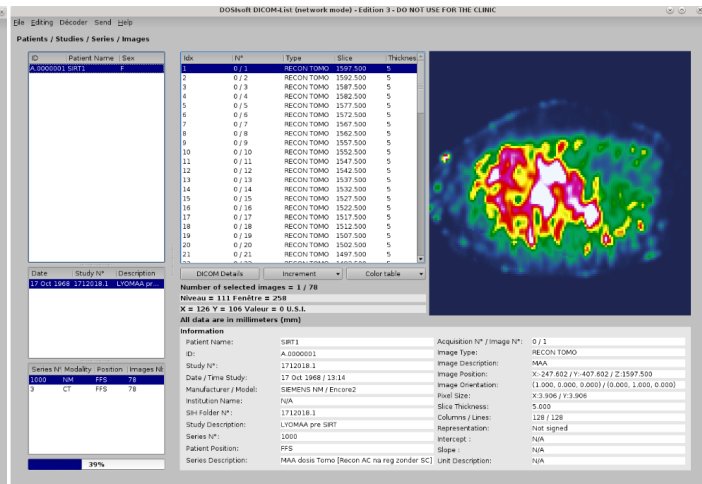 DOSIsoft DICOM-List (network mode) - Edition 3 - DO NOT USE FOR THE CLINIC
File Editing Décoder Send Help
Patients / Studies / Series / Images
ID Patient Name Sex
A.0000001 SIRT1 F
Idx N° Type Slice Thicknes
1 0 / 1 RECON TOMO 1597.500 5
2 0 / 2 RECON TOMO 1592.500 5
3 0 / 3 RECON TOMO 1587.500 5
4 0 / 4 RECON TOMO 1582.500 5
5 0 / 5 RECON TOMO 1577.500 5
6 0 / 6 RECON TOMO 1572.500 5
7 0 / 7 RECON TOMO 1567.500 5
8 0 / 8 RECON TOMO 1562.500 5
9 0 / 9 RECON TOMO 1557.500 5
10 0 / 10 RECON TOMO 1552.500 5
11 0 / 11 RECON TOMO 1547.500 5
12 0 / 12 RECON TOMO 1542.500 5
13 0 / 13 RECON TOMO 1537.500 5
14 0 / 14 RECON TOMO 1532.500 5
15 0 / 15 RECON TOMO 1527.500 5
16 0 / 16 RECON TOMO 1522.500 5
17 0 / 17 RECON TOMO 1517.500 5
18 0 / 18 RECON TOMO 1512.500 5
19 0 / 19 RECON TOMO 1507.500 5
20 0 / 20 RECON TOMO 1502.500 5
21 0 / 21 RECON TOMO 1497.500 5
Date Study N° Description
17 Oct 1968 1712018.1 LYOMAA pr...
DICOM Details Increment Color table
Number of selected images = 1 / 78
Niveau = 111 Fenêtre = 258
X = 126 Y = 106 Valeur = 0 U.S.I.
All data are in millimeters (mm)
Series N° Modality Position Images Nb
1000 NM FFS 78
3 CT FFS 78
39%
Information
Patient Name: SIRT1
ID: A.0000001
Study N°: 1712018.1
Date / Time Study: 17 Oct 1968 / 13:14
Manufacturer / Model: SIEMENS NM / Encore2
Institution Name: N/A
SIH Folder N°: 1712018.1
Study Description: LYOMAA pre SIRT
Series N°: 1000
Patient Position: FFS
Series Description: MAA dosis Tomo [Recon AC na reg zonder SC]
Acquisition N° / Image N°: 0 / 1
Image Type: RECON TOMO
Image Description: MAA
Image Position: X:-247.602 / Y:-407.602 / Z:1597.500
Image Orientation: (1.000, 0.000, 0.000) / (0.000, 1.000, 0.000)
Pixel Size: X:3.906 / Y:3.906
Slice Thickness: 5.000
Columns / Lines: 128 / 128
Representation: Not signed
Intercept : N/A
Slope : N/A
Unit Description: N/A